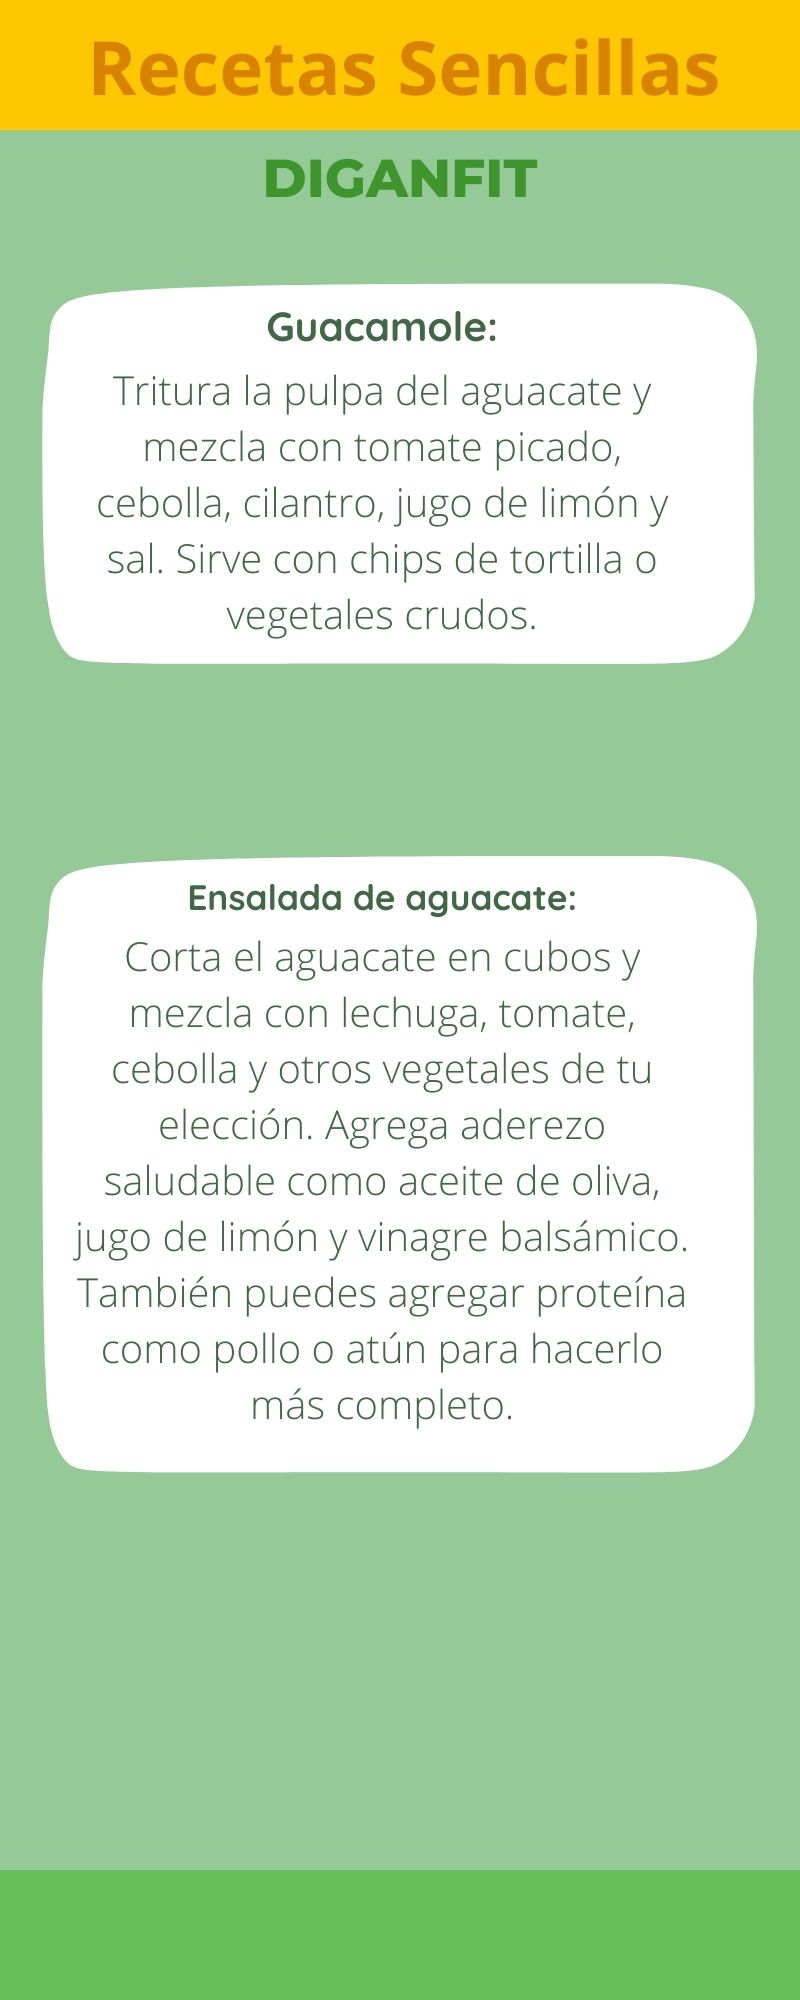 Recetas Sencillas
DIGANFIT
Guacamole:
Tritura la pulpa del aguacate y
mezcla con tomate picado,
cebolla, cilantro, jugo de limón y
sal. Sirve con chips de tortilla o
vegetales crudos.
Ensalada de aguacate:
Corta el aguacate en cubos y
mezcla con lechuga, tomate,
cebolla y otros vegetales de tu
elección. Agrega aderezo
saludable como aceite de oliva,
jugo de limón y vinagre balsámico.
También puedes agregar proteína
como pollo o atún para hacerlo
más completo.